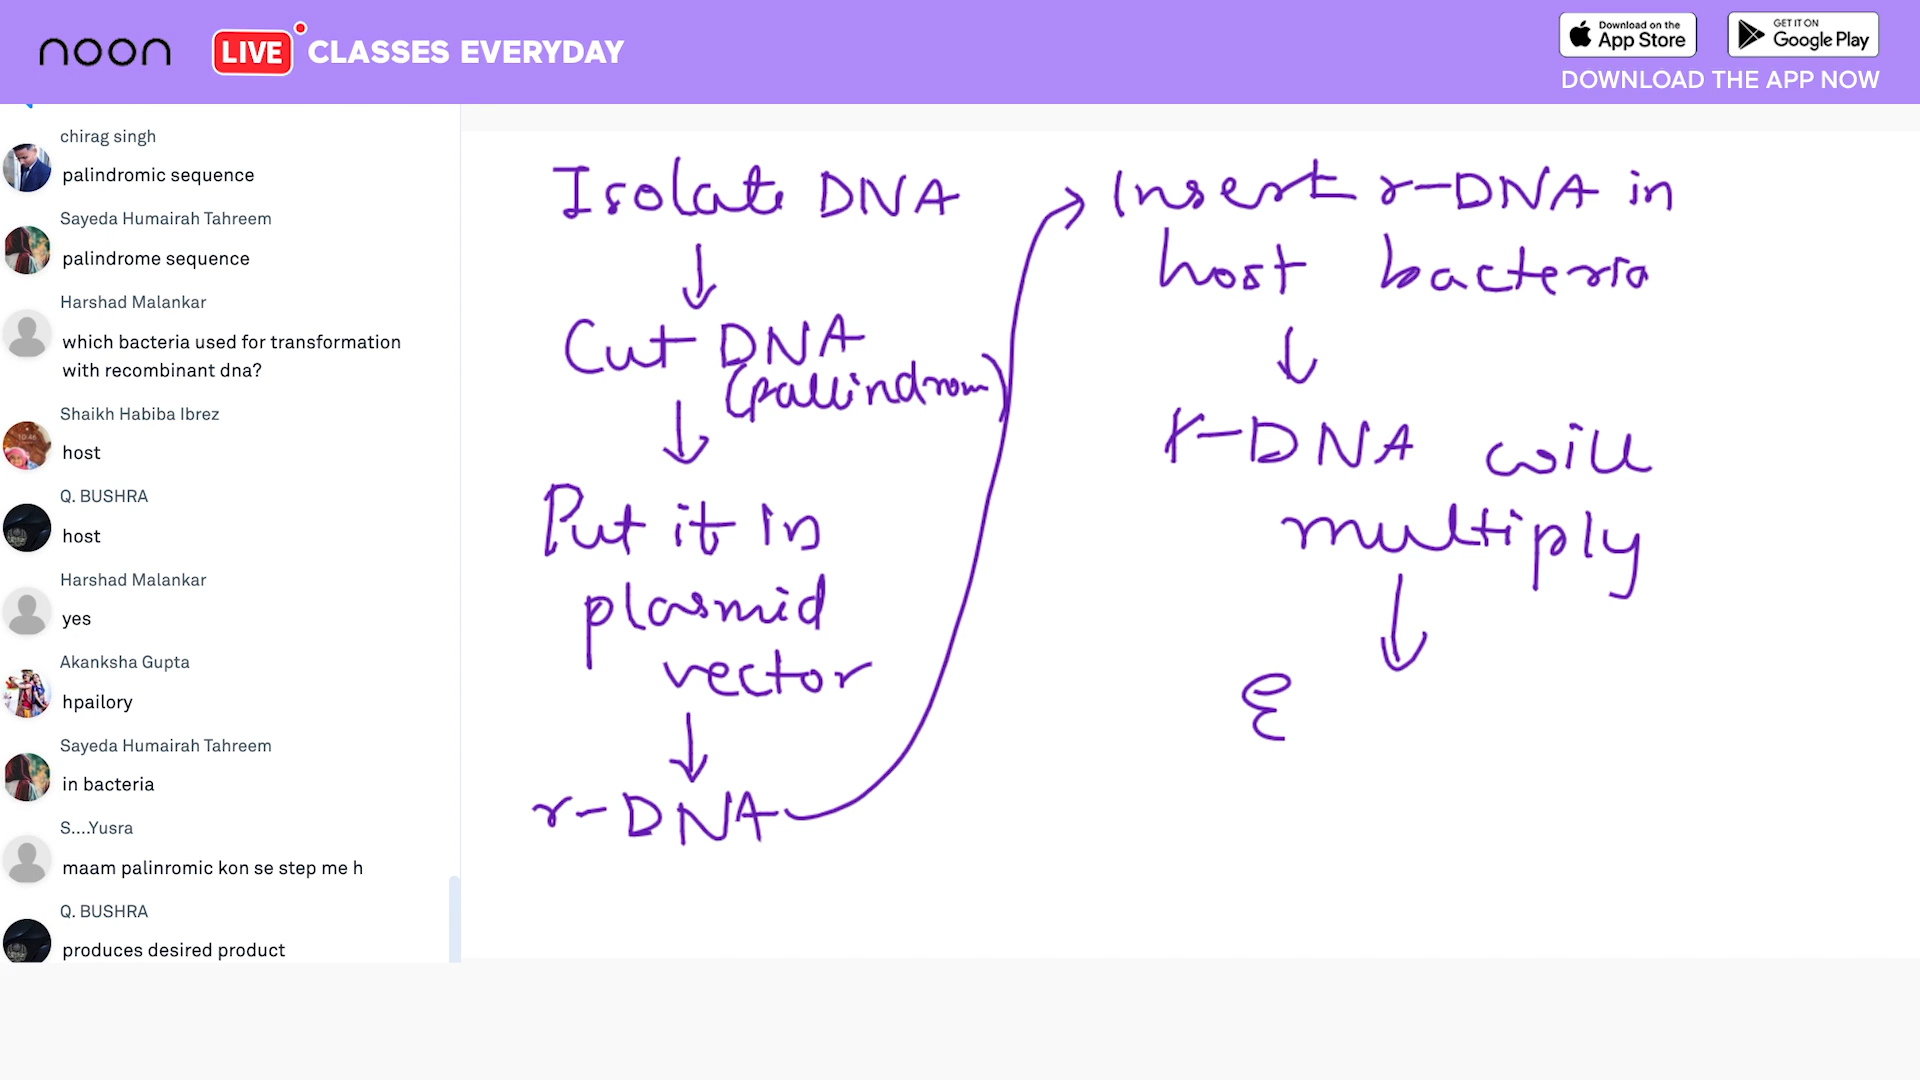 noon LIVE CLASSES EVERYDAY
Download on the
App Store
GET IT ON
Google Play
DOWNLOAD THE APP NOW
chirag singh
palindromic sequence
Sayeda Humairah Tahreem
palindrome sequence
Harshad Malankar
which bacteria used for transformation
with recombinant dna?
Shaikh Habiba Ibrez
host
Q. BUSHRA
host
Harshad Malankar
yes
Akanksha Gupta
hpailory
Sayeda Humairah Tahreem
in bacteria
S....Yusra
maam palinromic kon se step me h
Q. BUSHRA
produces desired product
Isolate DNA
Cut DNA
(pallindrom)
Put it in
plasmid
vector
r-DNA
Insert r-DNA in
host bacteria
r-DNA will
multiply